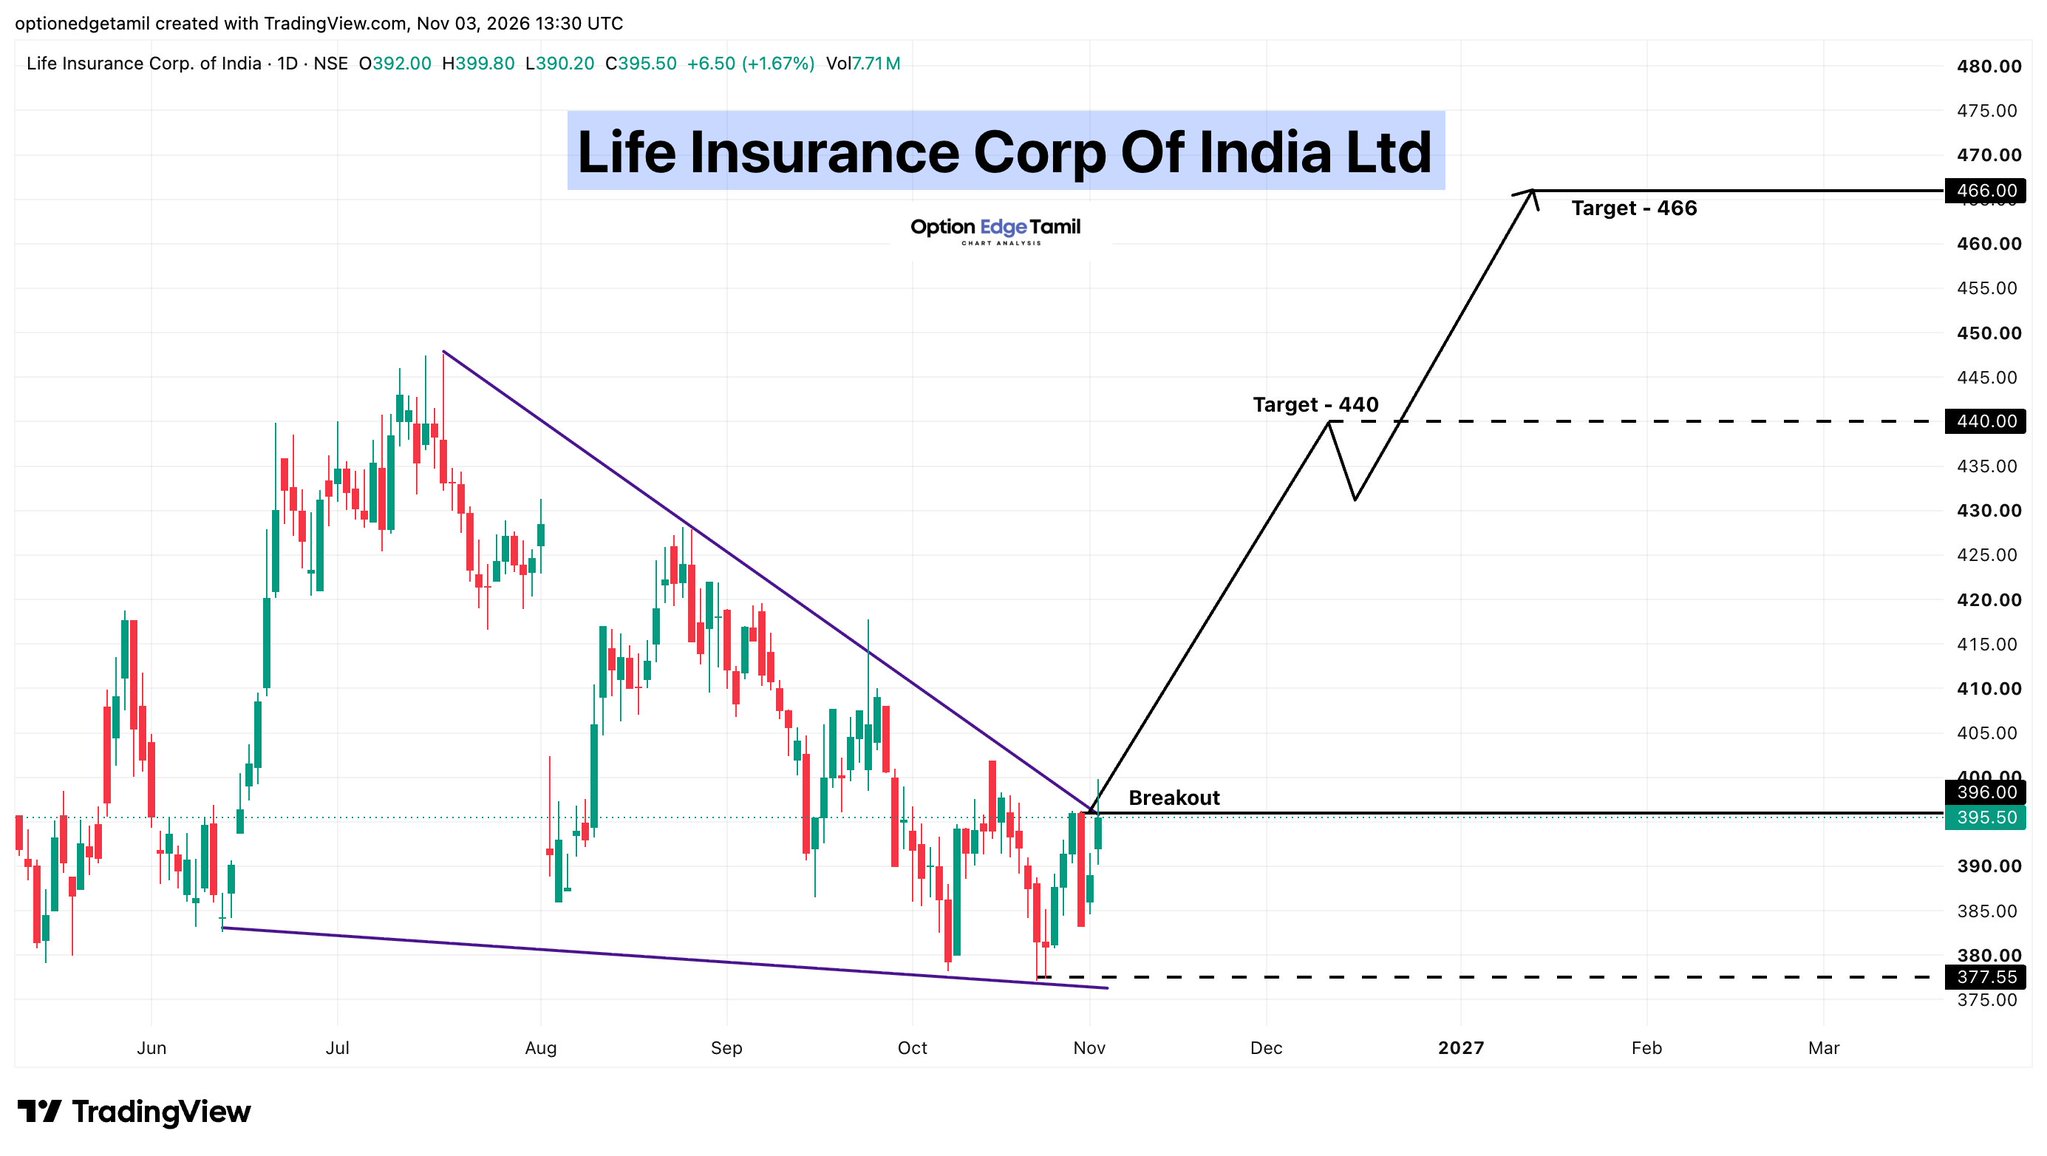 optionedgetamil created with TradingView.com, Nov 03, 2026 13:30 UTC
Life Insurance Corp. of India · 1D · NSE O392.00 H399.80 L390.20 C395.50 +6.50 (+1.67%) Vol7.71 M
Life Insurance Corp Of India Ltd
Option Edge Tamil
CHART ANALYSIS
480.00
475.00
470.00
466.00
Target - 466
460.00
455.00
450.00
445.00
Target - 440
440.00
435.00
430.00
425.00
420.00
415.00
410.00
405.00
400.00
396.00
Breakout
395.50
390.00
385.00
380.00
377.55
375.00
Jun Jul Aug Sep Oct Nov Dec 2027 Feb Mar
TradingView